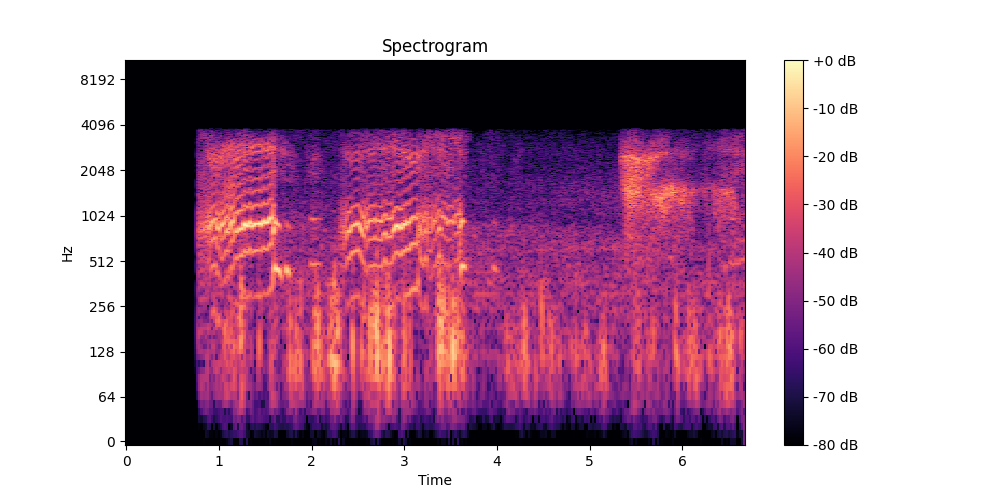 Spectrogram
8192
4096
2048
1024
512
256
128
64
0
Hz
0 1 2 3 4 5 6
Time
+0 dB
-10 dB
-20 dB
-30 dB
-40 dB
-50 dB
-60 dB
-70 dB
-80 dB